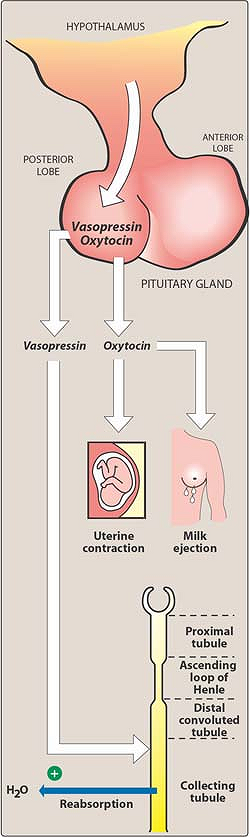 HYPOTHALAMUS
ANTERIOR
LOBE
POSTERIOR
LOBE
Vasopressin
Oxytocin
PITUITARY GLAND
Vasopressin
Oxytocin
Uterine
contraction
Milk
ejection
Proximal
tubule
Ascending
loop of
Henle
Distal
convoluted
tubule
+
H₂O
Reabsorption
Collecting
tubule